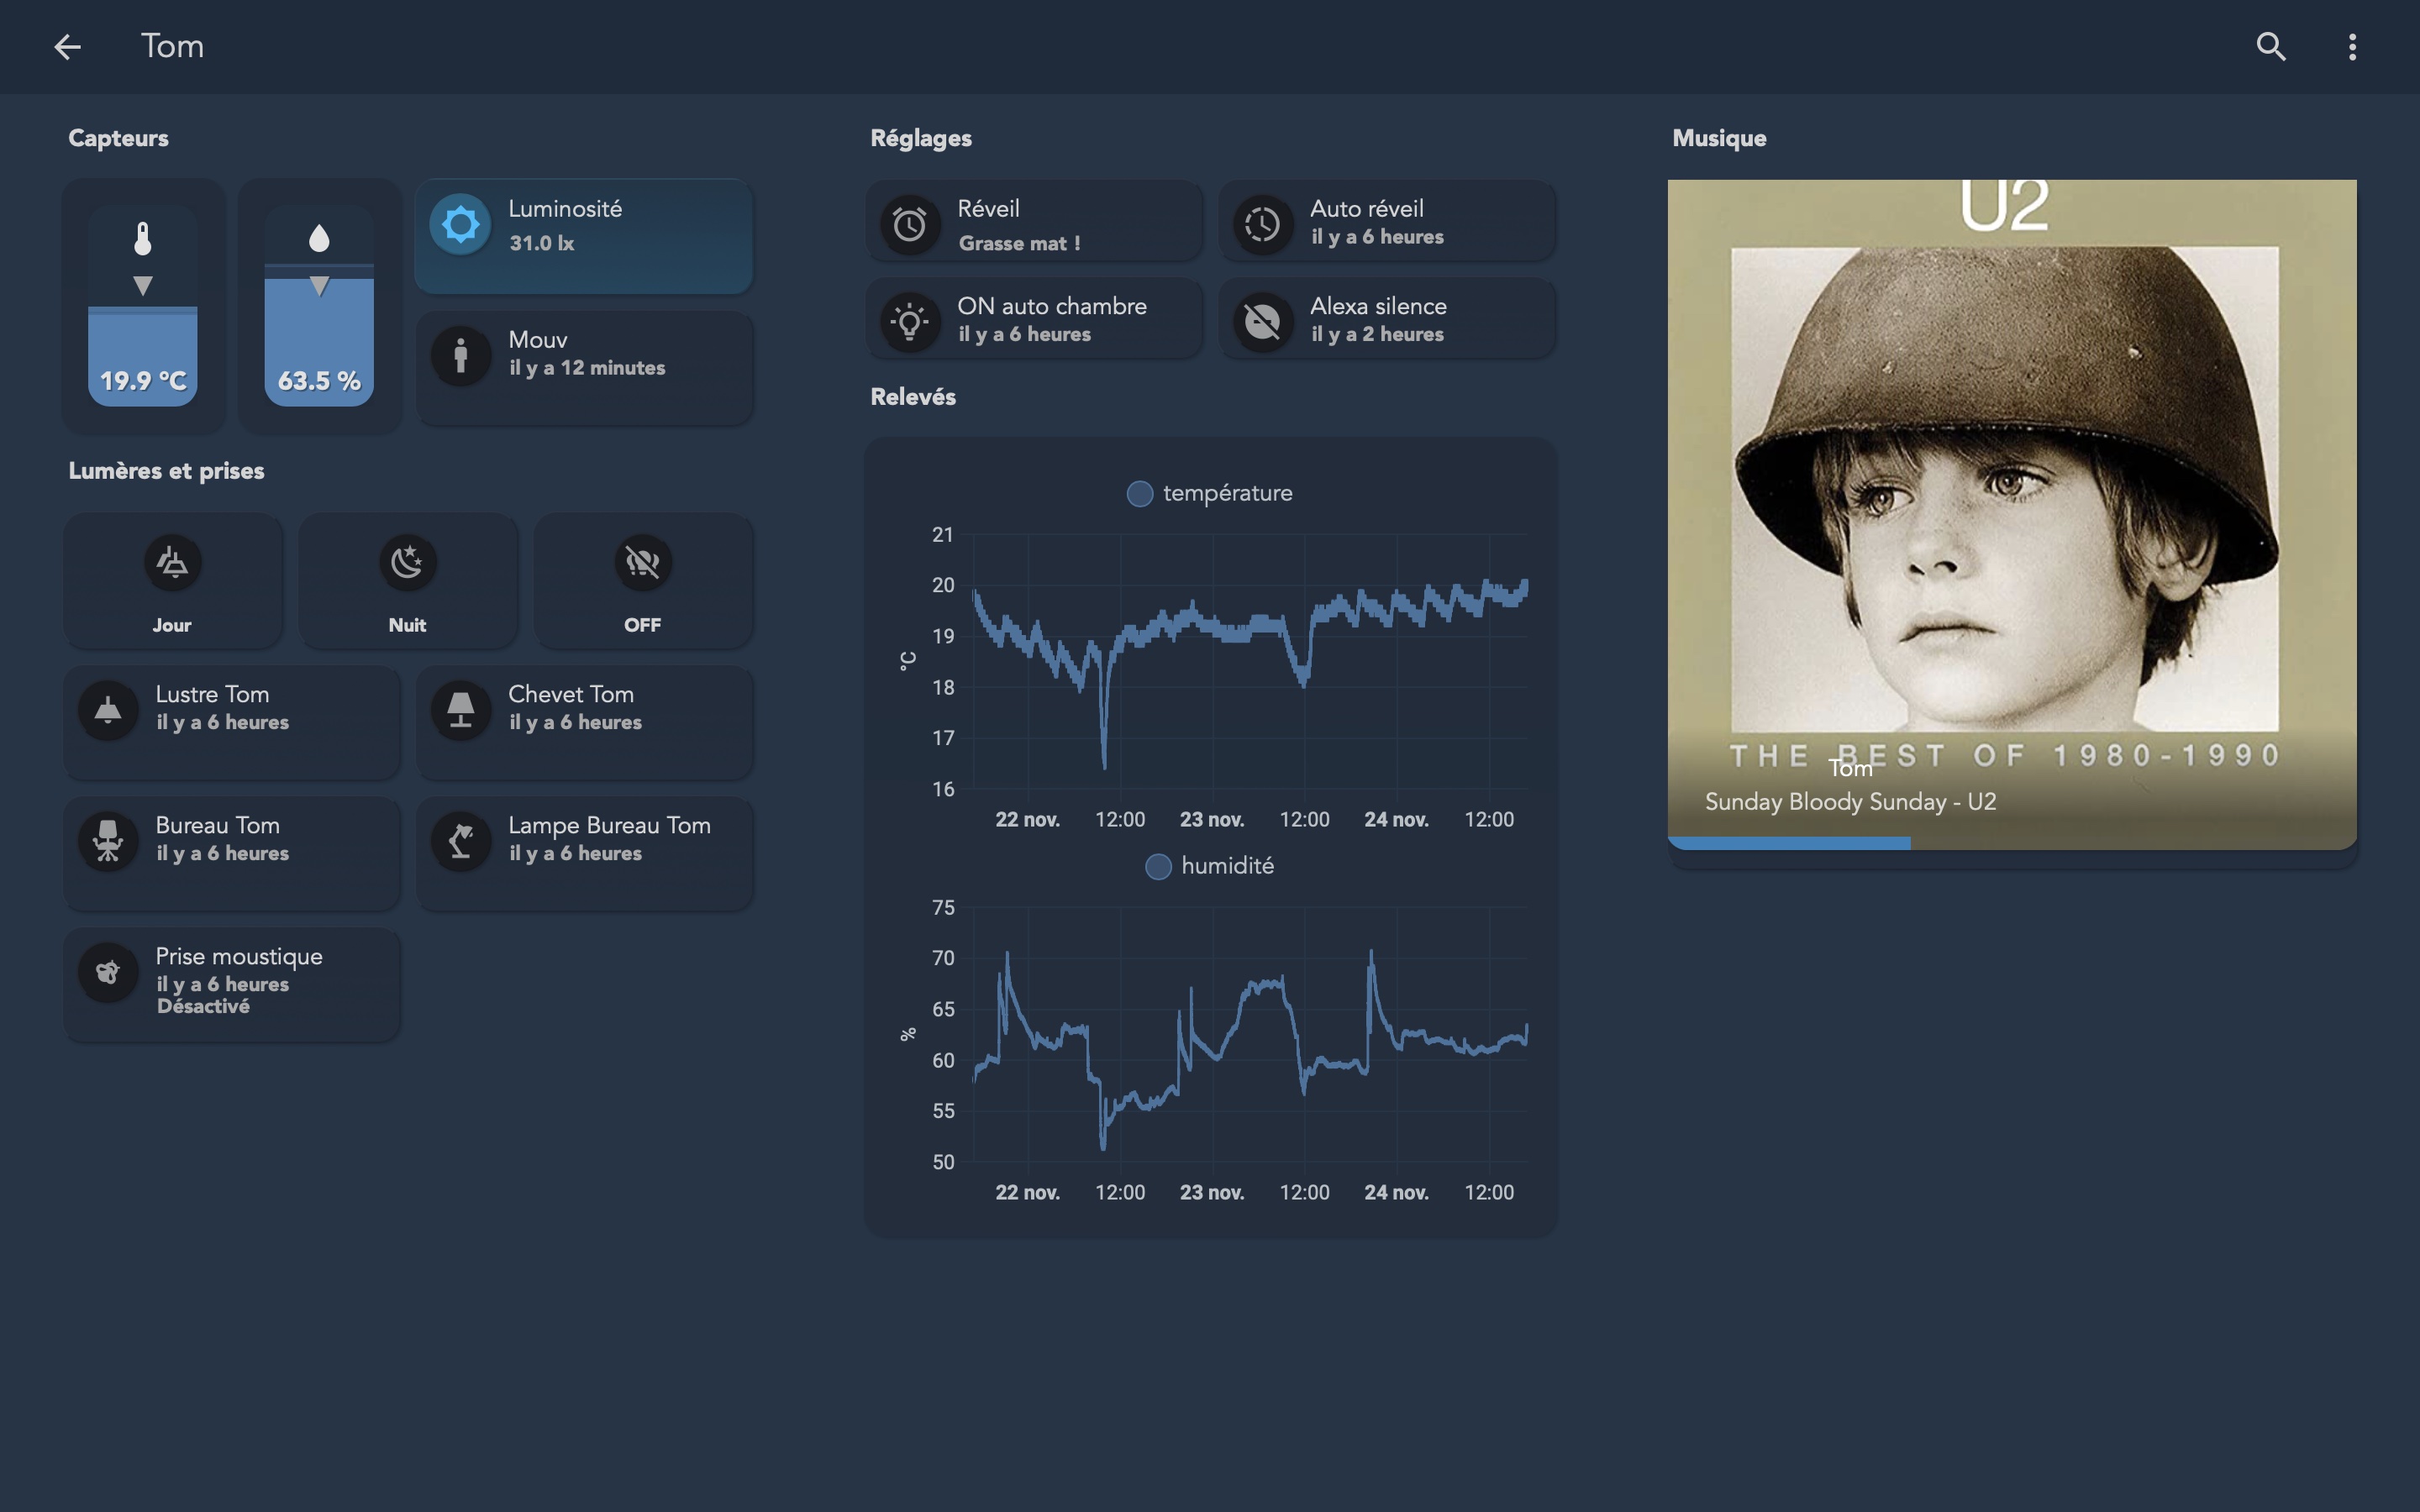 Tom
Capteurs
19.9 °C
63.5 %
Luminosité
31.0 lx
Mouv
il y a 12 minutes
Lumères et prises
Jour
Nuit
OFF
Lustre Tom
il y a 6 heures
Chevet Tom
il y a 6 heures
Bureau Tom
il y a 6 heures
Lampe Bureau Tom
il y a 6 heures
Prise moustique
il y a 6 heures
Désactivé
Réglages
Réveil
Grasse mat !
Auto réveil
il y a 6 heures
ON auto chambre
il y a 6 heures
Alexa silence
il y a 2 heures
Relevés
température
21
20
19
18
17
16
°C
22 nov. 12:00 23 nov. 12:00 24 nov. 12:00
humidité
75
70
65
60
55
50
%
22 nov. 12:00 23 nov. 12:00 24 nov. 12:00
Musique
U2
THE BEST OF 1980-1990
Tom
Sunday Bloody Sunday - U2